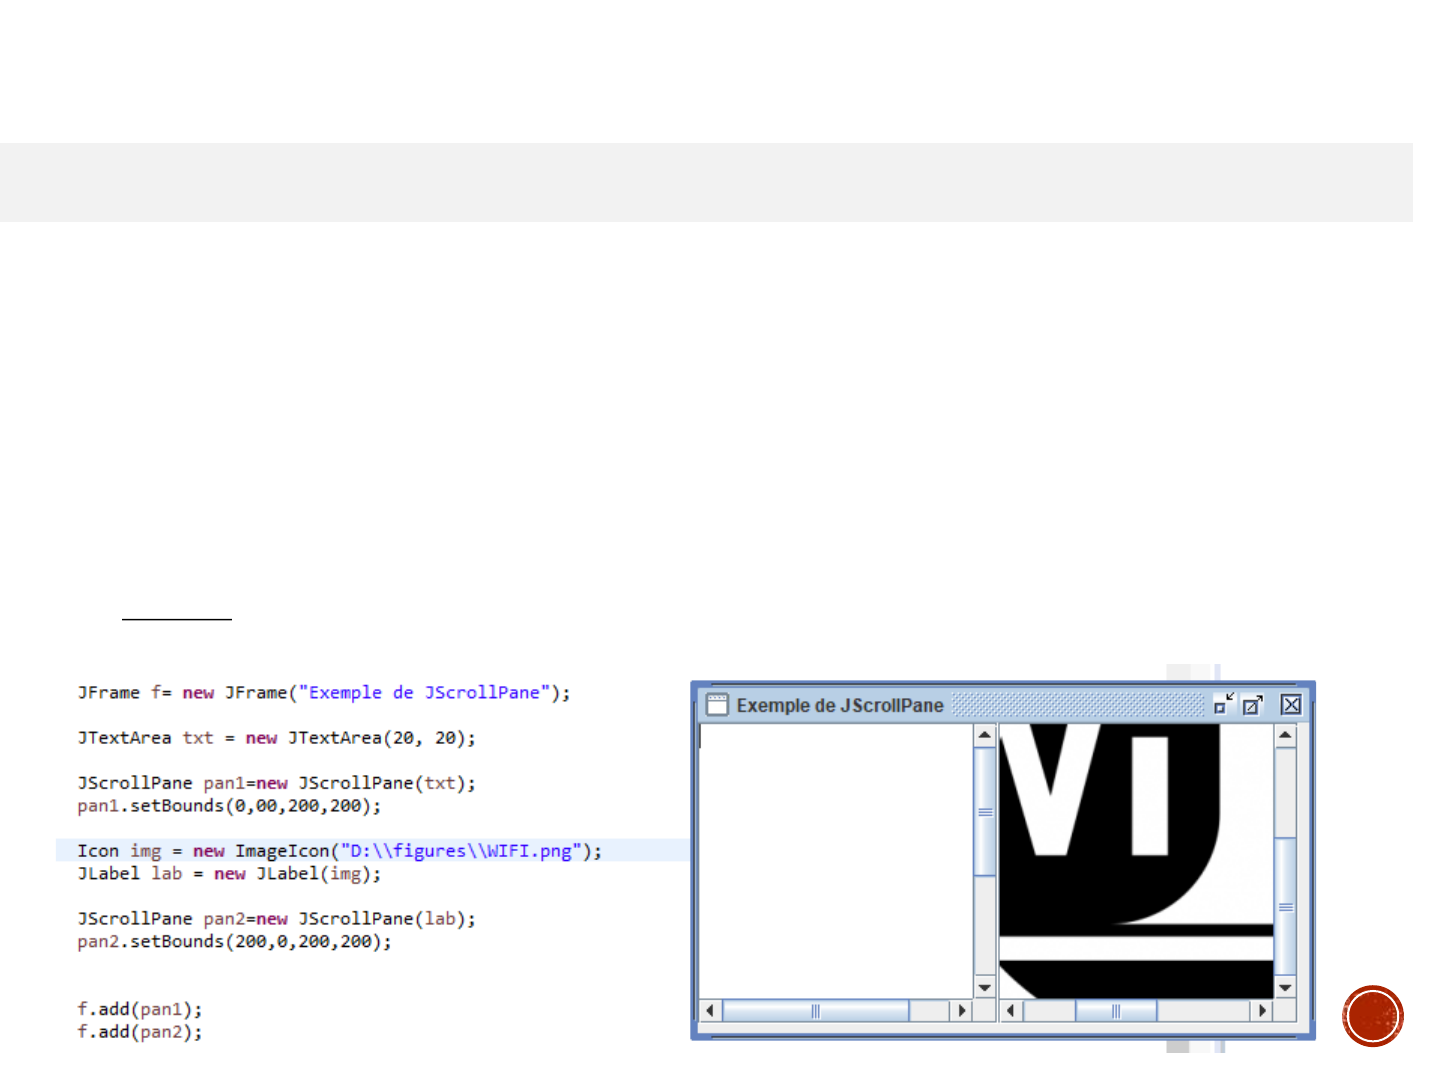 JFrame f= new JFrame("Exemple de JScrollPane");
JTextArea txt = new JTextArea(20, 20);
JScrollPane pan1=new JScrollPane(txt);
pan1.setBounds(0,00,200,200);
Icon img = new ImageIcon("D:\\figures\\WIFI.png");
JLabel lab = new JLabel(img);
JScrollPane pan2=new JScrollPane(lab);
pan2.setBounds(200,0,200,200);
f.add(pan1);
f.add(pan2);
Exemple de JScrollPane
Vi